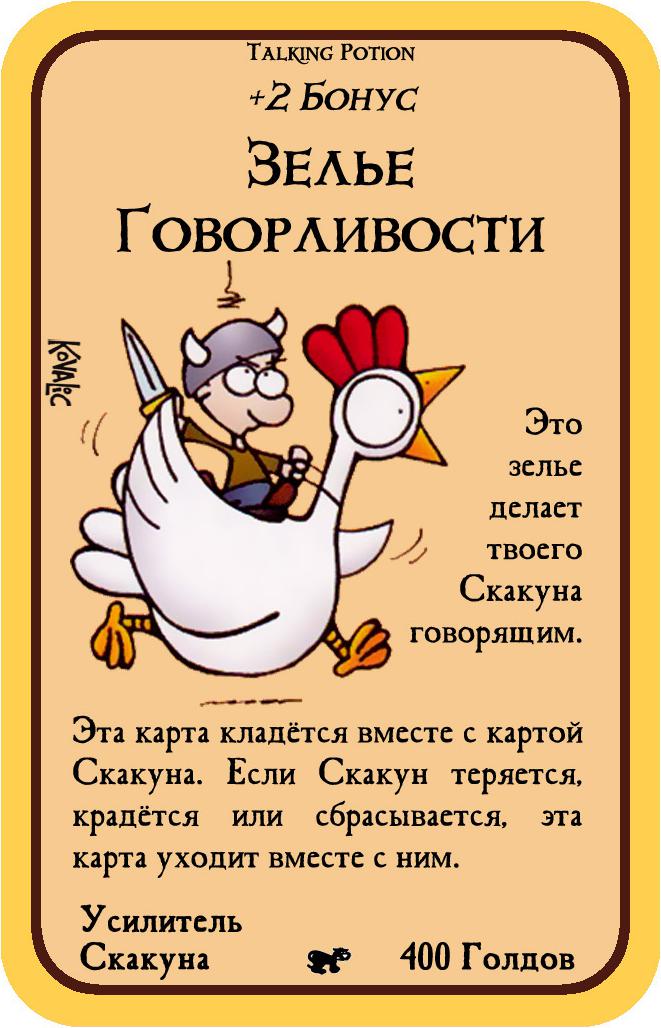 Talking Potion
+2 Бонус
Зелье
Говорливости
Kovalic
Это
зелье
делает
твоего
Скакуна
говорящим.
Эта карта кладётся вместе с картой
Скакуна. Если Скакун теряется,
крадётся или сбрасывается, эта
карта уходит вместе с ним.
Усилитель
Скакуна
400 Голдов